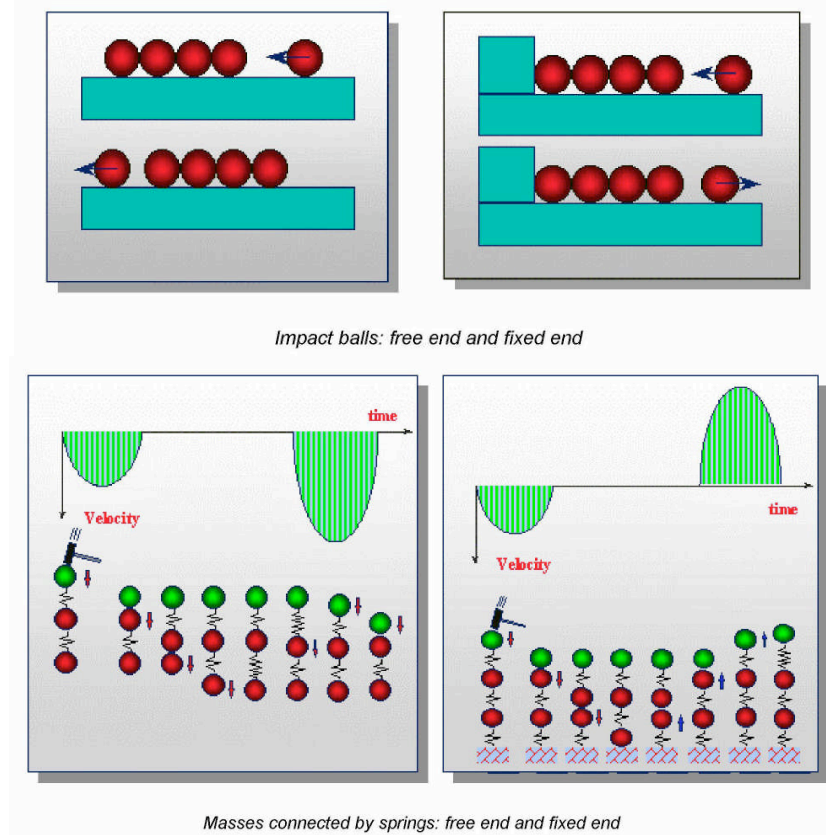 Impact balls: free end and fixed end
time
Velocity
time
Velocity
Masses connected by springs: free end and fixed end